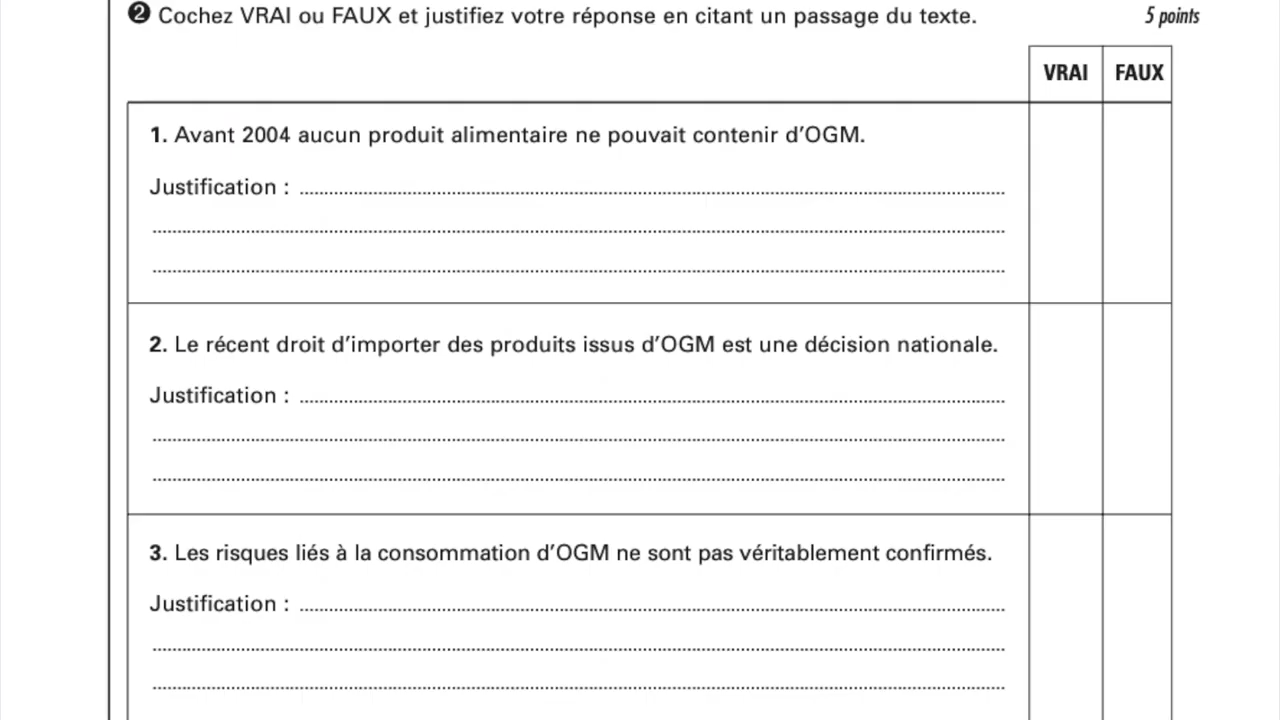 ❷ Cochez VRAI ou FAUX et justifiez votre réponse en citant un passage du texte. 5 points
VRAI FAUX
1. Avant 2004 aucun produit alimentaire ne pouvait contenir d’OGM.
Justification :
2. Le récent droit d’importer des produits issus d’OGM est une décision nationale.
Justification :
3. Les risques liés à la consommation d’OGM ne sont pas véritablement confirmés.
Justification :